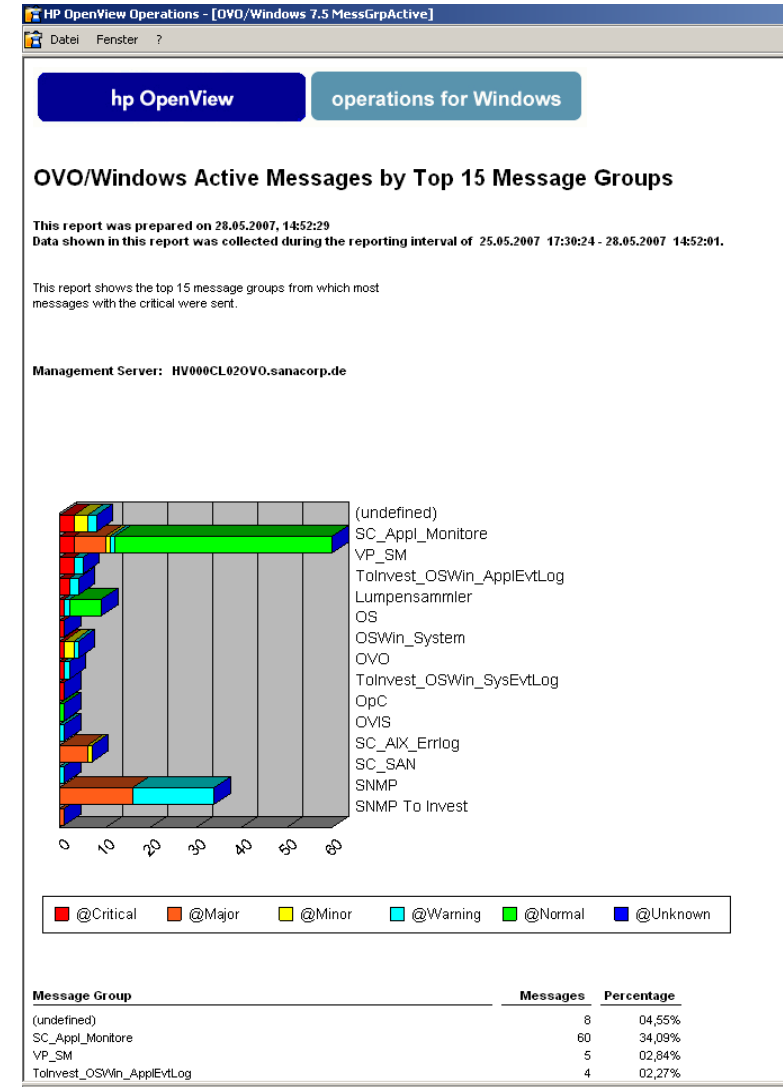 HP OpenView Operations - [OVO/Windows 7.5 MessGrpActive]
Datei Fenster ?
hp OpenView operations for Windows
OVO/Windows Active Messages by Top 15 Message Groups
This report was prepared on 28.05.2007, 14:52:29
Data shown in this report was collected during the reporting interval of 25.05.2007 17:30:24 - 28.05.2007 14:52:01.
This report shows the top 15 message groups from which most
messages with the critical were sent.
Management Server: HV000CL02OVO.sanacorp.de
(undefined)
SC_Appl_Monitore
VP_SM
ToInvest_OSWin_ApplEvtLog
Lumpensammler
OS
OSWin_System
OVO
ToInvest_OSWin_SysEvtLog
OpC
OVIS
SC_AIX_Errlog
SC_SAN
SNMP
SNMP To Invest
0 10 20 30 40 50 60
@Critical @Major @Minor @Warning @Normal @Unknown
Message Group Messages Percentage
(undefined) 8 04,55%
SC_Appl_Monitore 60 34,09%
VP_SM 5 02,84%
ToInvest_OSWin_ApplEvtLog 4 02,27%